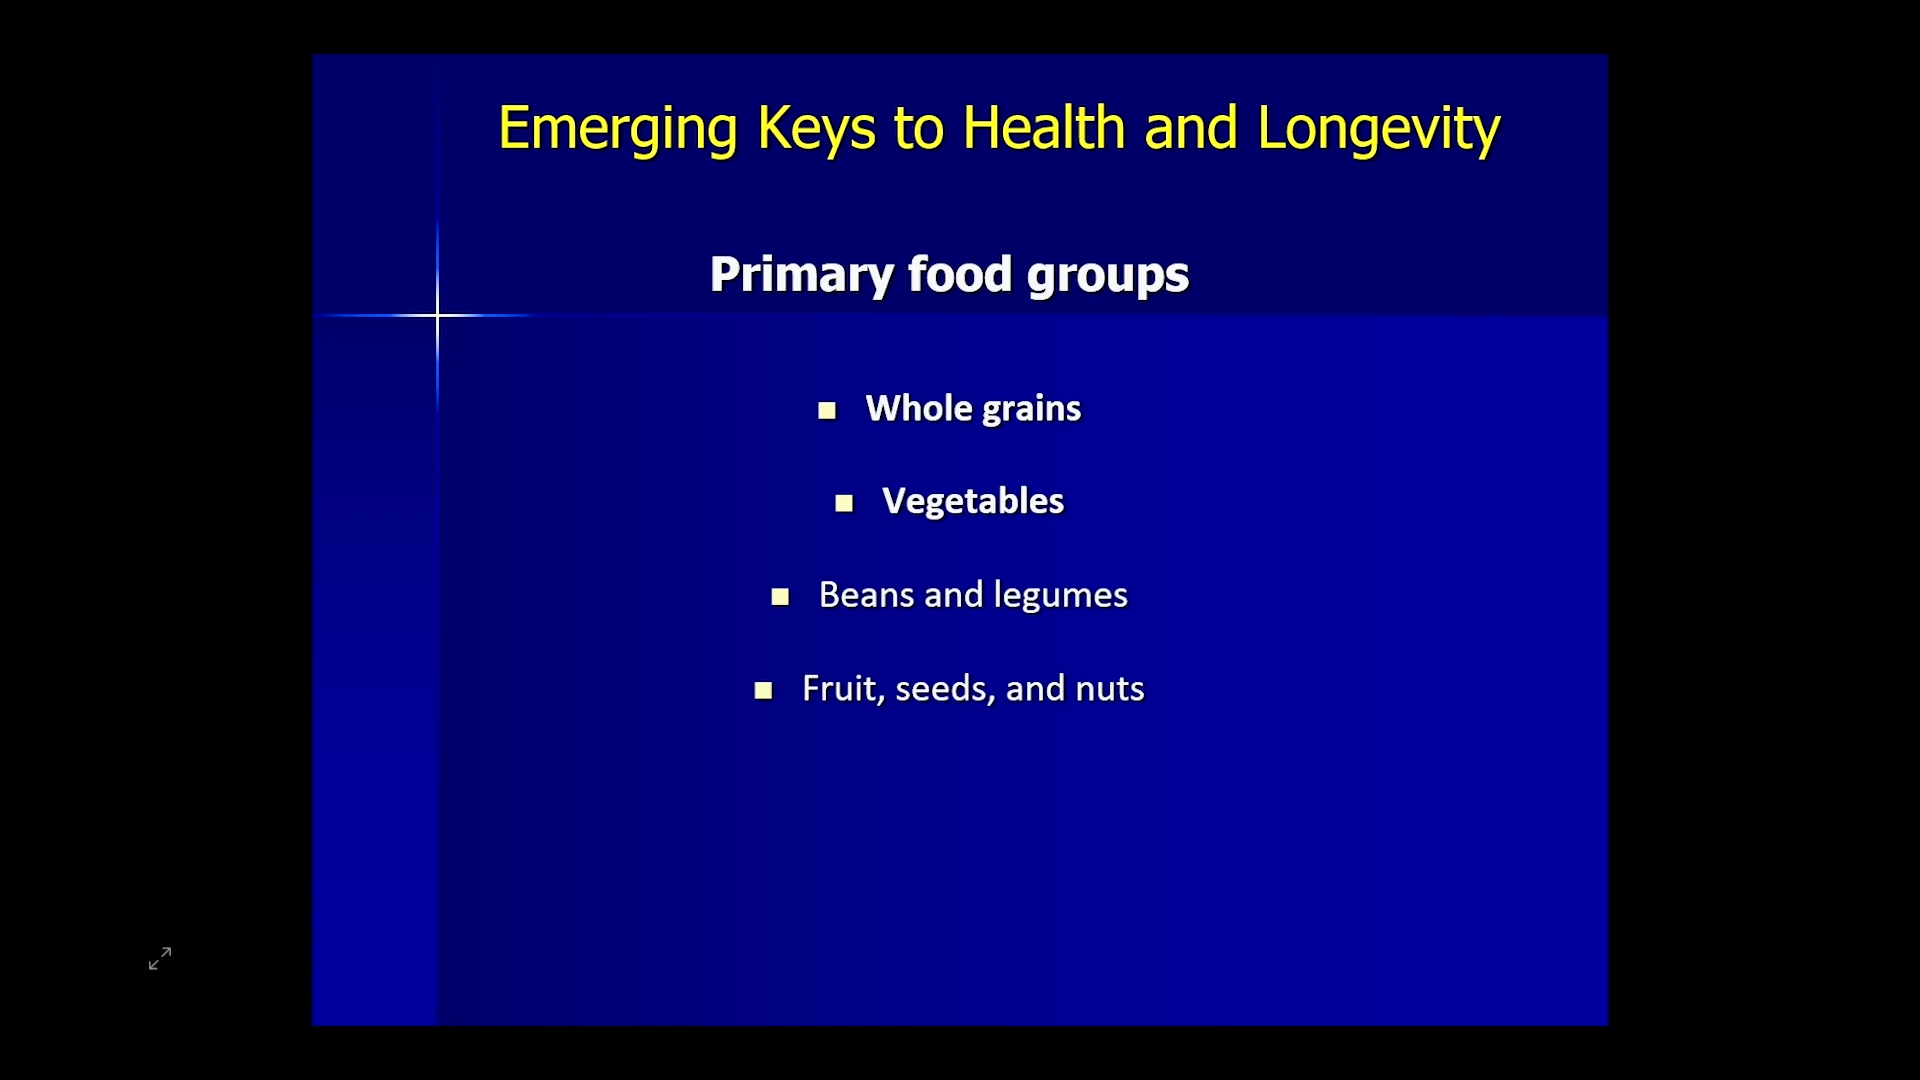 Emerging Keys to Health and Longevity
Primary food groups
Whole grains
Vegetables
Beans and legumes
Fruit, seeds, and nuts